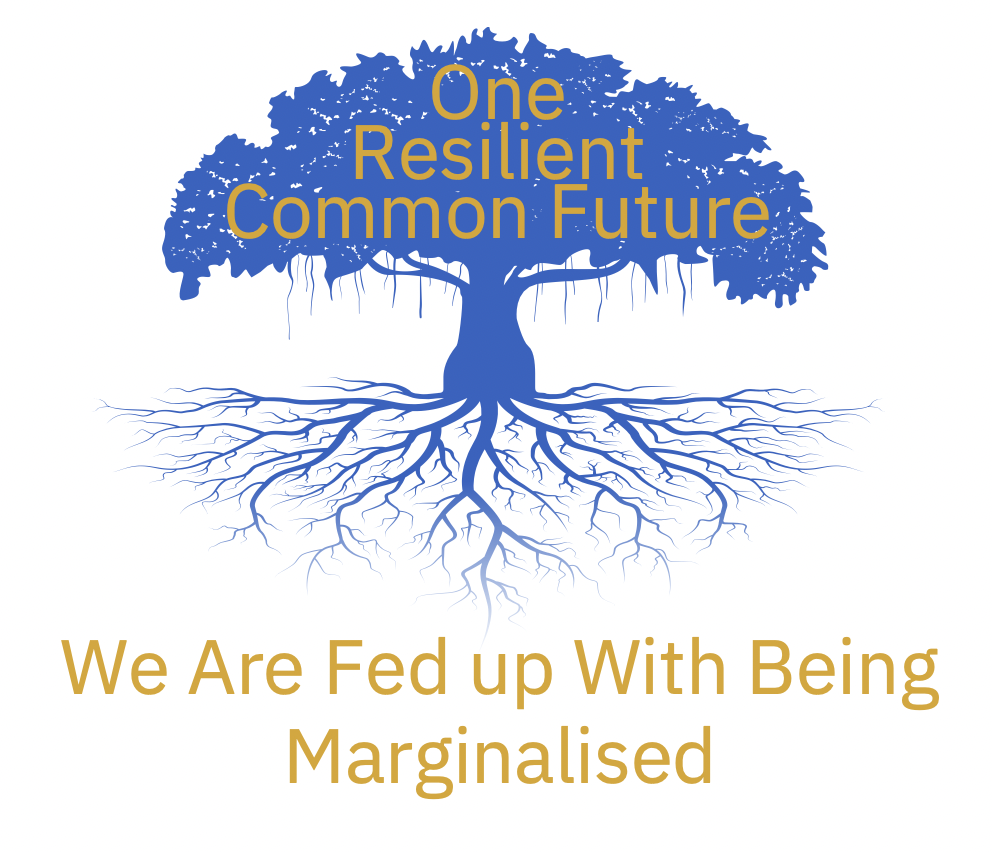 One
Resilient
Common Future
We Are Fed up With Being
Marginalised